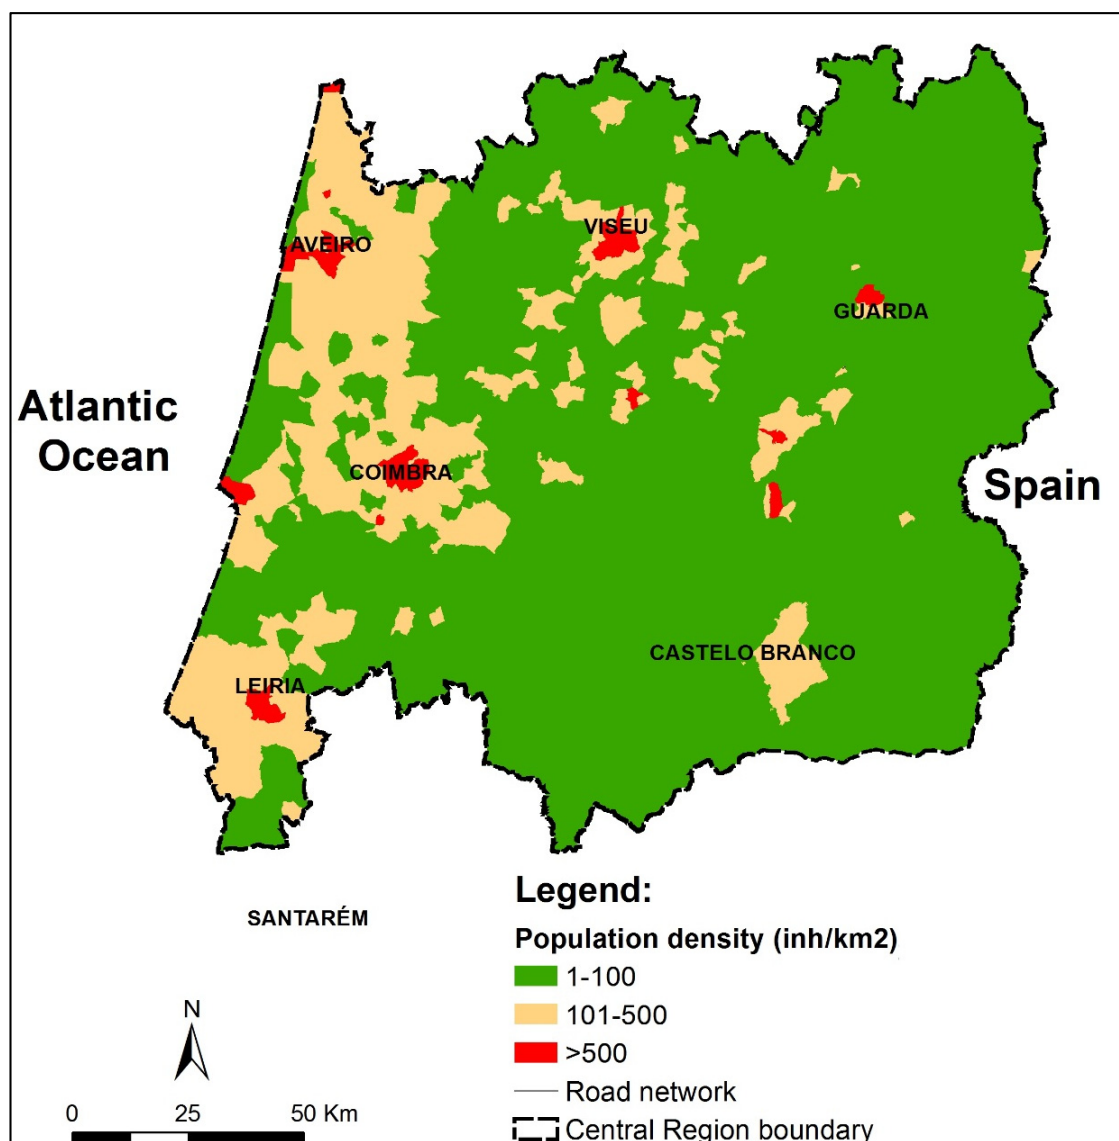 AVEIRO
VISEU
GUARDA
Atlantic
Ocean
COIMBRA
Spain
CASTELO BRANCO
LEIRIA
SANTARÉM
Legend:
Population density (inh/km2)
1-100
101-500
>500
Road network
Central Region boundary
N
0 25 50 Km